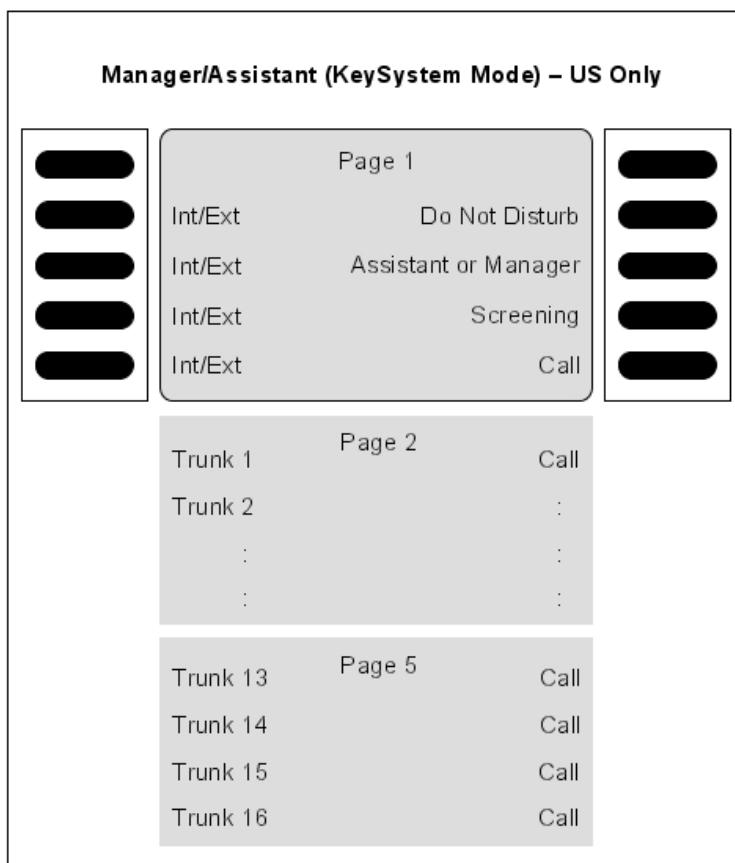 Manager/Assistant (KeySystem Mode) – US Only
Page 1
Int/Ext Do Not Disturb
Int/Ext Assistant or Manager
Int/Ext Screening
Int/Ext Call
Page 2
Trunk 1 Call
Trunk 2 :
: :
: :
Page 5
Trunk 13 Call
Trunk 14 Call
Trunk 15 Call
Trunk 16 Call